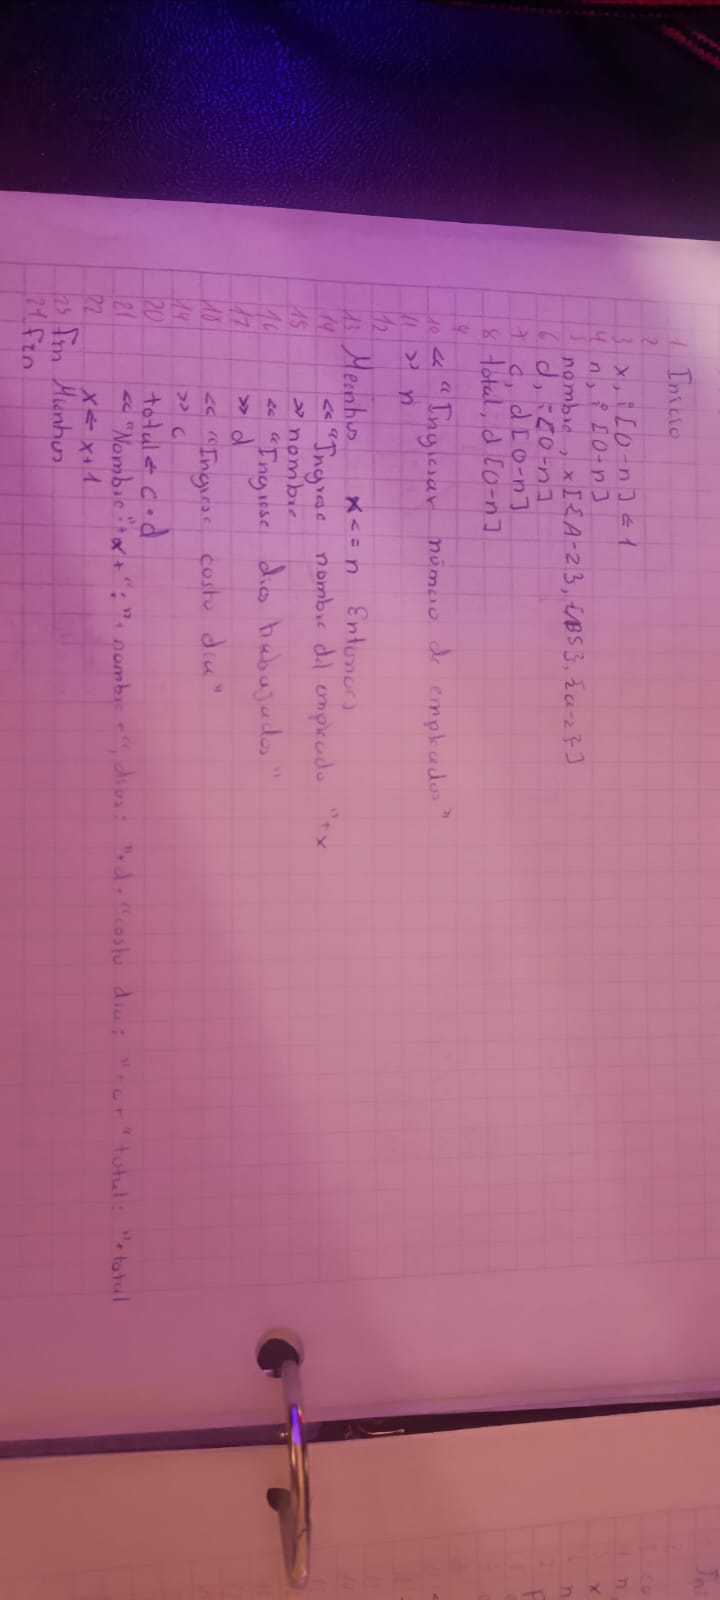 1 Inicio
2
3 x, i [0-n] ← 1
4 n, i [0-n]
5 nombre, x [{A-Z}, {BS}, {a-z}]
6 d, i [0-n]
7 c, d [0-n]
8 total, d [0-n]
9
10 << "Ingresar número de empleados"
11 >> n
12
13 Mientras x <= n Entonces
14 << "Ingrese nombre del empleado "+x
15 >> nombre
16 << "Ingrese dias trabajados"
17 >> d
18 << "Ingrese costo dia"
19 >> c
20 total ← c * d
21 << "Nombre "+x+": "+nombre+", dias: "+d+"costo dia: "+c+"total: "+total
22 x ← x+1
23 Fin Mientras
24 Fin
1
2
n
x
n